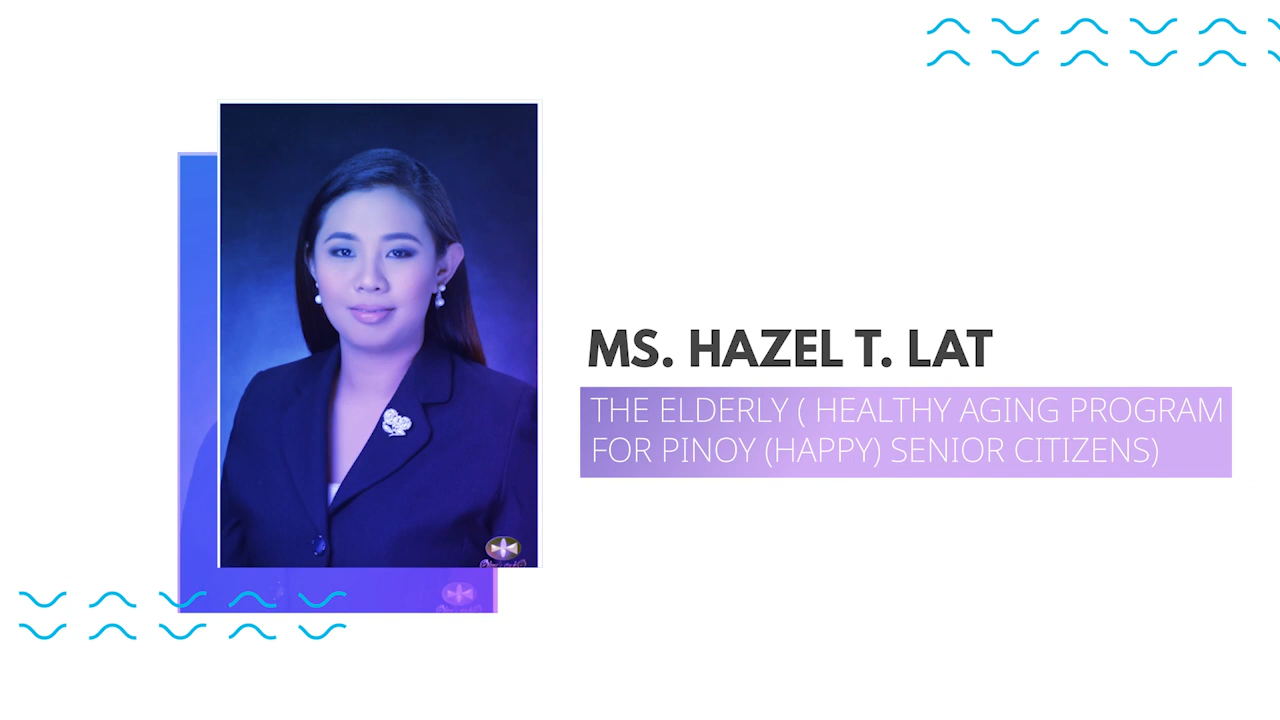 MS. HAZEL T. LAT
THE ELDERLY ( HEALTHY AGING PROGRAM
FOR PINOY (HAPPY) SENIOR CITIZENS)